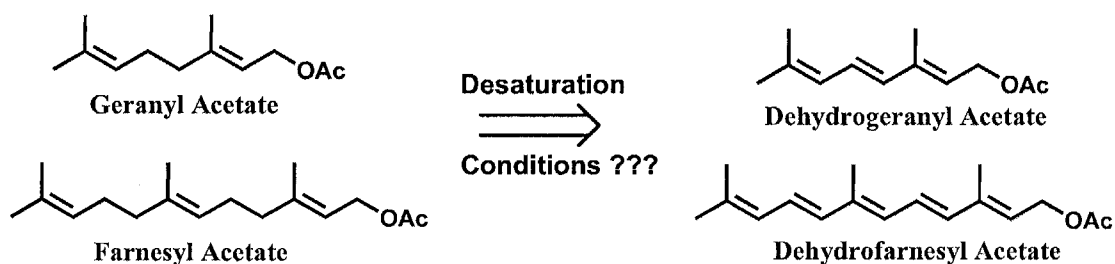 OAc
Geranyl Acetate
OAc
Farnesyl Acetate
Desaturation
Conditions ???
OAc
Dehydrogeranyl Acetate
OAc
Dehydrofarnesyl Acetate